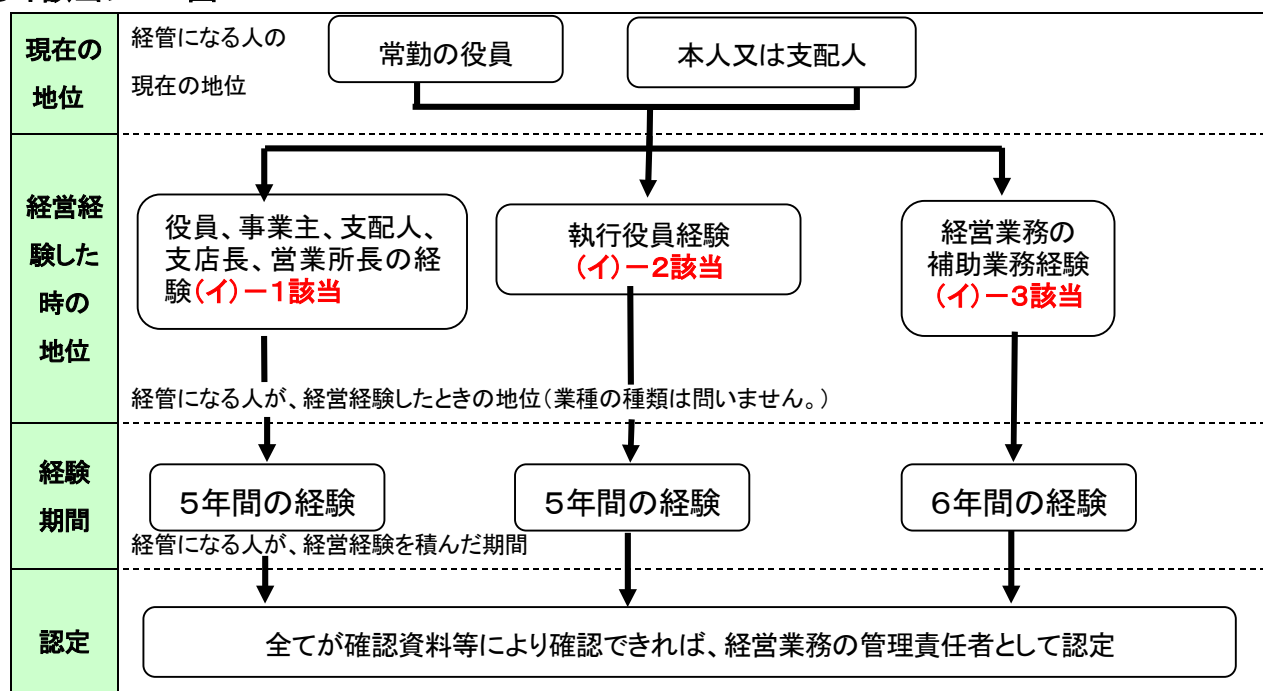 現在の
地位
経管になる人の
現在の地位
常勤の役員
本人又は支配人
経営経
験した
時の
地位
役員、事業主、支配人、
支店長、営業所長の経
験(イ)-1該当
執行役員経験
(イ)-2該当
経営業務の
補助業務経験
(イ)-3該当
経管になる人が、経営経験したときの地位(業種の種類は問いません。)
経験
期間
5年間の経験
5年間の経験
6年間の経験
経管になる人が、経営経験を積んだ期間
認定
全てが確認資料等により確認できれば、経営業務の管理責任者として認定